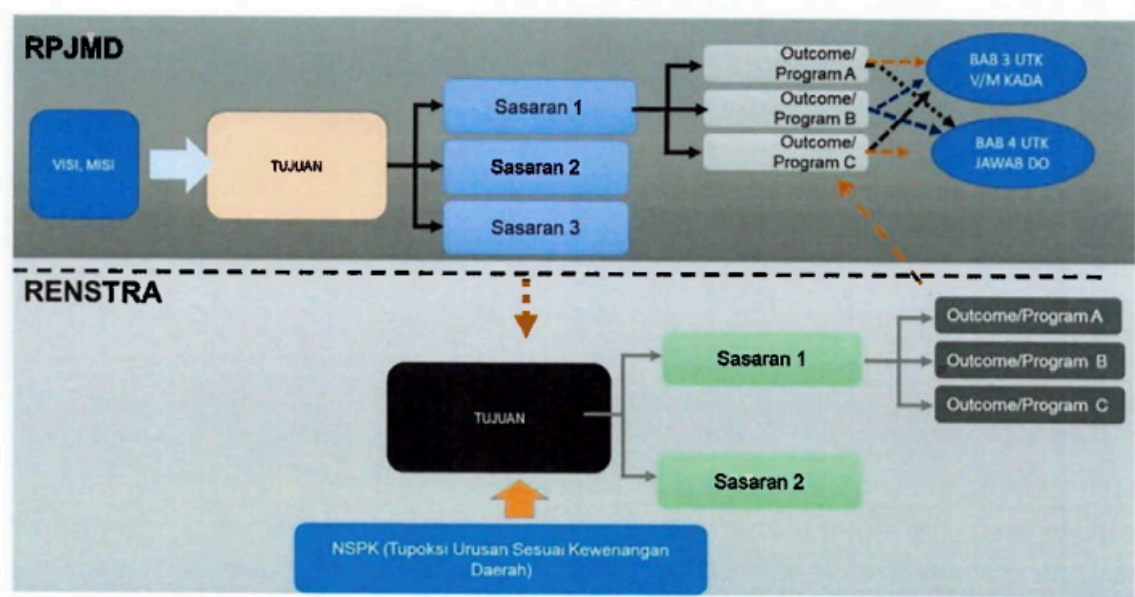 RPJMD
VISI, MISI
TUJUAN
Sasaran 1
Sasaran 2
Sasaran 3
Outcome/
Program A
Outcome/
Program B
Outcome/
Program C
BAB 3 UTK
V/M KADA
BAB 4 UTK
JAWAB DO
RENSTRA
TUJUAN
Sasaran 1
Sasaran 2
Outcome/Program A
Outcome/Program B
Outcome/Program C
NSPK (Tupoksi Urusan Sesuai Kewenangan
Daerah)